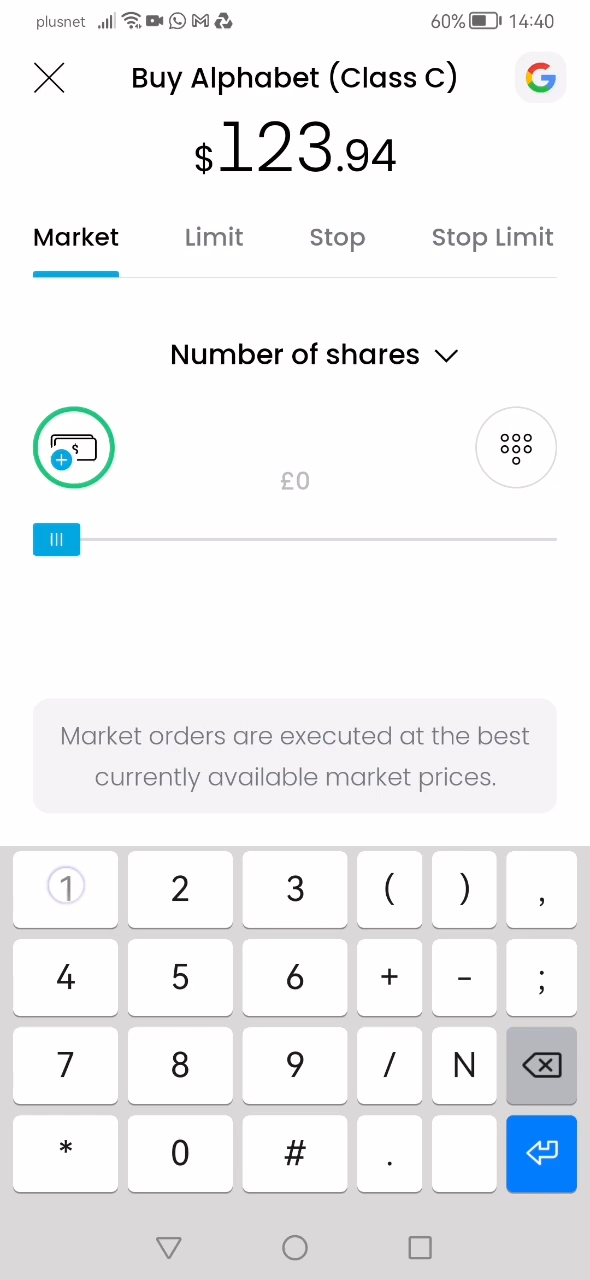 plusnet 60% 14:40
Buy Alphabet (Class C)
$123.94
Market Limit Stop Stop Limit
Number of shares
£0
Market orders are executed at the best
currently available market prices.
1 2 3 ( ) ,
4 5 6 + - ;
7 8 9 / N
* 0 # .